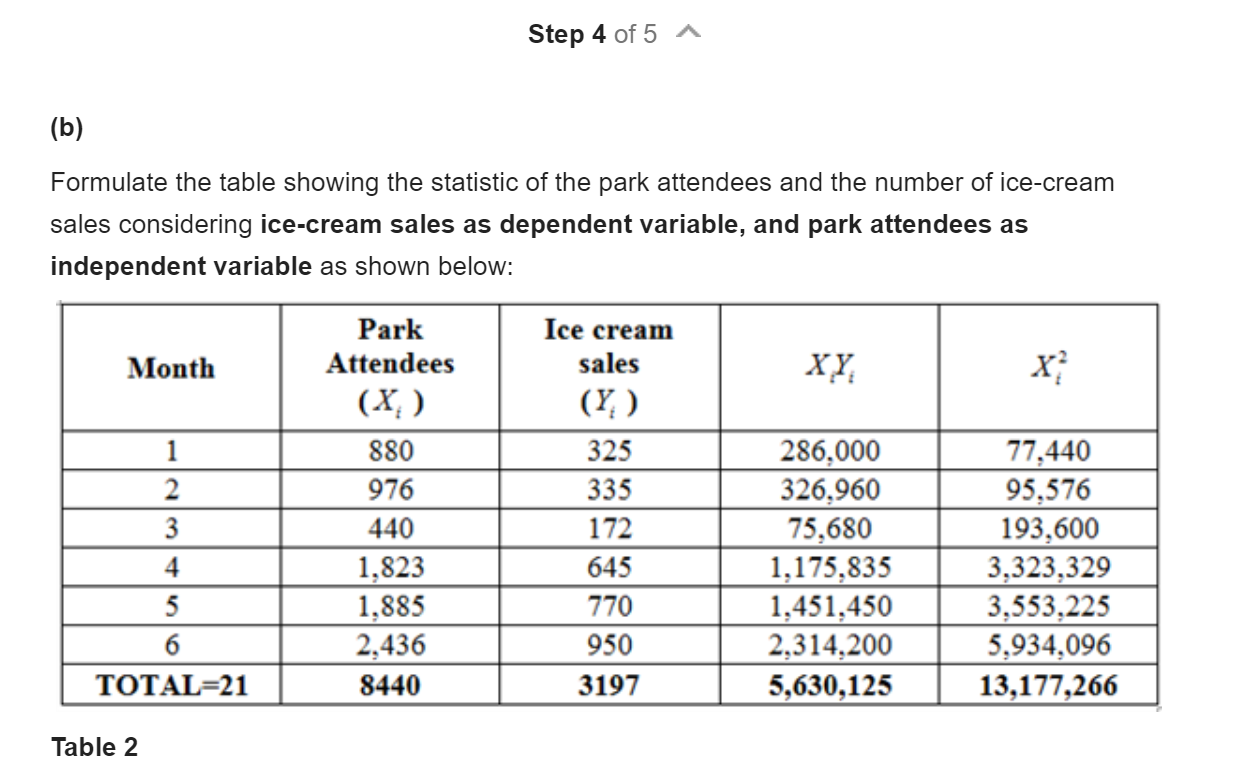 Step 4 of 5
(b)
Formulate the table showing the statistic of the park attendees and the number of ice-cream
sales considering ice-cream sales as dependent variable, and park attendees as
independent variable as shown below:
Month Park Attendees (X_i) Ice cream sales (Y_i) X_iY_i X_i^2
1 880 325 286,000 77,440
2 976 335 326,960 95,576
3 440 172 75,680 193,600
4 1,823 645 1,175,835 3,323,329
5 1,885 770 1,451,450 3,553,225
6 2,436 950 2,314,200 5,934,096
TOTAL=21 8440 3197 5,630,125 13,177,266
Table 2